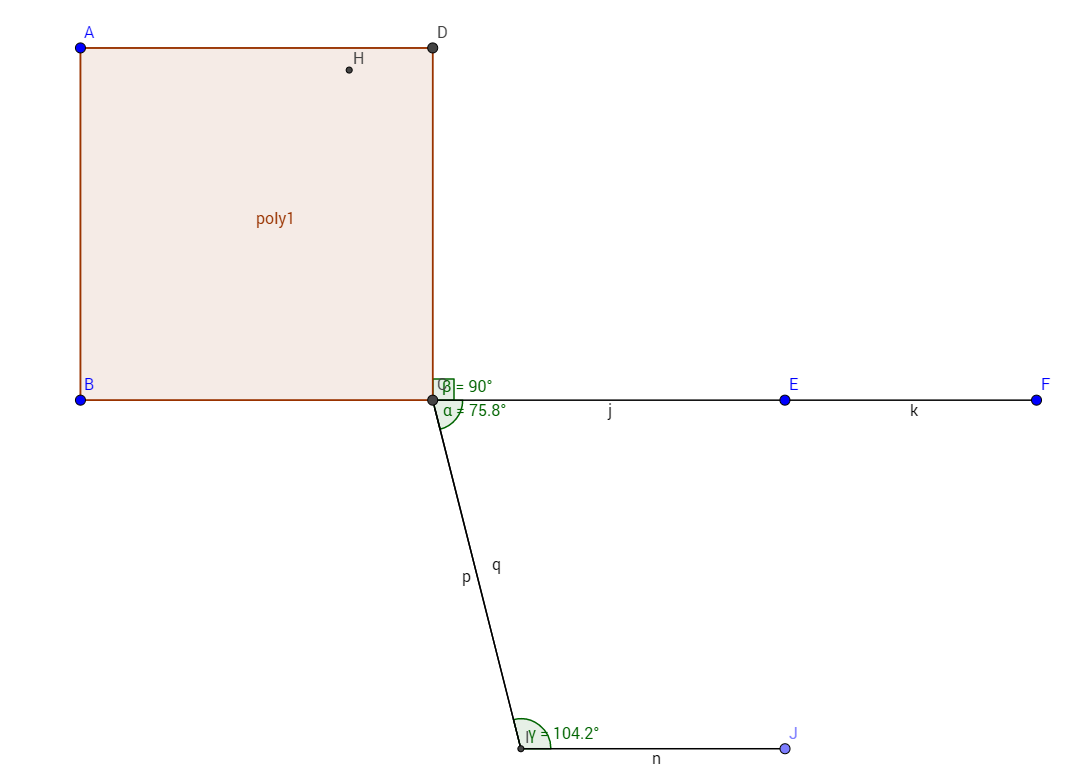 A
D
H
poly1
B
C
β = 90°
E
F
α = 75.8°
j
k
q
p
I
γ = 104.2°
J
n